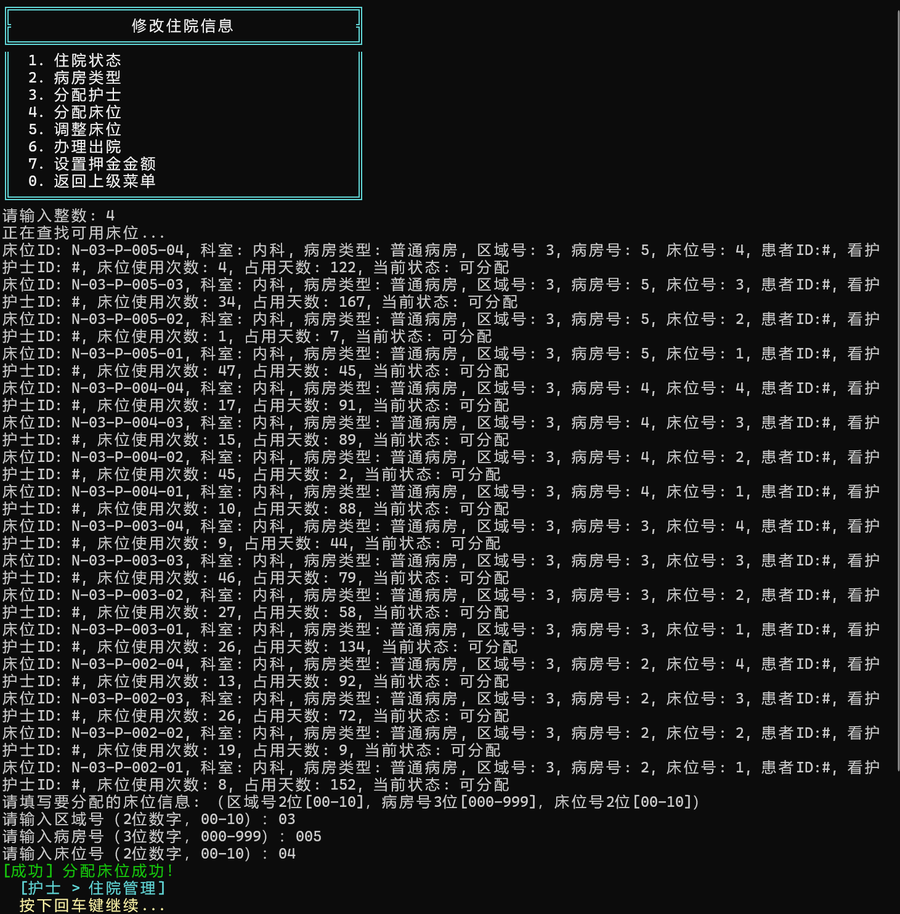 修改住院信息
1. 住院状态
2. 病房类型
3. 分配护士
4. 分配床位
5. 调整床位
6. 办理出院
7. 设置押金金额
0. 返回上级菜单
请输入整数: 4
正在查找可用床位...
床位ID: N-03-P-005-04, 科室: 内科, 病房类型: 普通病房, 区域号: 3, 病房号: 5, 床位号: 4, 患者ID:#, 看护
护士ID: #, 床位使用次数: 4, 占用天数: 122, 当前状态: 可分配
床位ID: N-03-P-005-03, 科室: 内科, 病房类型: 普通病房, 区域号: 3, 病房号: 5, 床位号: 3, 患者ID:#, 看护
护士ID: #, 床位使用次数: 34, 占用天数: 167, 当前状态: 可分配
床位ID: N-03-P-005-02, 科室: 内科, 病房类型: 普通病房, 区域号: 3, 病房号: 5, 床位号: 2, 患者ID:#, 看护
护士ID: #, 床位使用次数: 1, 占用天数: 7, 当前状态: 可分配
床位ID: N-03-P-005-01, 科室: 内科, 病房类型: 普通病房, 区域号: 3, 病房号: 5, 床位号: 1, 患者ID:#, 看护
护士ID: #, 床位使用次数: 47, 占用天数: 45, 当前状态: 可分配
床位ID: N-03-P-004-04, 科室: 内科, 病房类型: 普通病房, 区域号: 3, 病房号: 4, 床位号: 4, 患者ID:#, 看护
护士ID: #, 床位使用次数: 17, 占用天数: 91, 当前状态: 可分配
床位ID: N-03-P-004-03, 科室: 内科, 病房类型: 普通病房, 区域号: 3, 病房号: 4, 床位号: 3, 患者ID:#, 看护
护士ID: #, 床位使用次数: 15, 占用天数: 89, 当前状态: 可分配
床位ID: N-03-P-004-02, 科室: 内科, 病房类型: 普通病房, 区域号: 3, 病房号: 4, 床位号: 2, 患者ID:#, 看护
护士ID: #, 床位使用次数: 45, 占用天数: 2, 当前状态: 可分配
床位ID: N-03-P-004-01, 科室: 内科, 病房类型: 普通病房, 区域号: 3, 病房号: 4, 床位号: 1, 患者ID:#, 看护
护士ID: #, 床位使用次数: 10, 占用天数: 88, 当前状态: 可分配
床位ID: N-03-P-003-04, 科室: 内科, 病房类型: 普通病房, 区域号: 3, 病房号: 3, 床位号: 4, 患者ID:#, 看护
护士ID: #, 床位使用次数: 9, 占用天数: 44, 当前状态: 可分配
床位ID: N-03-P-003-03, 科室: 内科, 病房类型: 普通病房, 区域号: 3, 病房号: 3, 床位号: 3, 患者ID:#, 看护
护士ID: #, 床位使用次数: 46, 占用天数: 79, 当前状态: 可分配
床位ID: N-03-P-003-02, 科室: 内科, 病房类型: 普通病房, 区域号: 3, 病房号: 3, 床位号: 2, 患者ID:#, 看护
护士ID: #, 床位使用次数: 27, 占用天数: 58, 当前状态: 可分配
床位ID: N-03-P-003-01, 科室: 内科, 病房类型: 普通病房, 区域号: 3, 病房号: 3, 床位号: 1, 患者ID:#, 看护
护士ID: #, 床位使用次数: 26, 占用天数: 134, 当前状态: 可分配
床位ID: N-03-P-002-04, 科室: 内科, 病房类型: 普通病房, 区域号: 3, 病房号: 2, 床位号: 4, 患者ID:#, 看护
护士ID: #, 床位使用次数: 13, 占用天数: 92, 当前状态: 可分配
床位ID: N-03-P-002-03, 科室: 内科, 病房类型: 普通病房, 区域号: 3, 病房号: 2, 床位号: 3, 患者ID:#, 看护
护士ID: #, 床位使用次数: 26, 占用天数: 72, 当前状态: 可分配
床位ID: N-03-P-002-02, 科室: 内科, 病房类型: 普通病房, 区域号: 3, 病房号: 2, 床位号: 2, 患者ID:#, 看护
护士ID: #, 床位使用次数: 19, 占用天数: 9, 当前状态: 可分配
床位ID: N-03-P-002-01, 科室: 内科, 病房类型: 普通病房, 区域号: 3, 病房号: 2, 床位号: 1, 患者ID:#, 看护
护士ID: #, 床位使用次数: 8, 占用天数: 152, 当前状态: 可分配
请填写要分配的床位信息: (区域号2位[00-10], 病房号3位[000-999], 床位号2位[00-10])
请输入区域号 (2位数字, 00-10) : 03
请输入病房号 (3位数字, 000-999) : 005
请输入床位号 (2位数字, 00-10) : 04
[成功] 分配床位成功!
[护士 > 住院管理]
按下回车键继续...